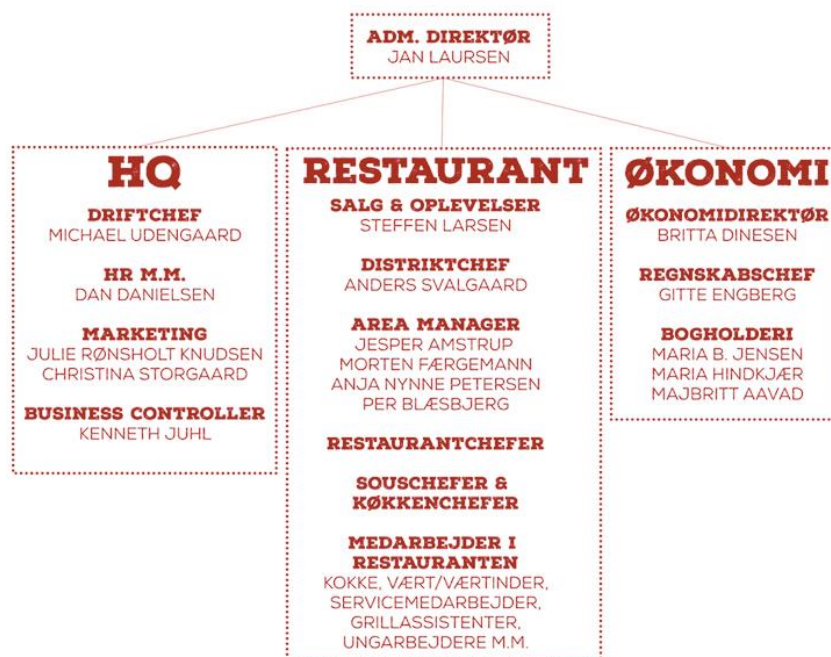 ADM. DIREKTØR
JAN LAURSEN
HQ
DRIFTCHEF
MICHAEL UDENGAARD
HR M.M.
DAN DANIELSEN
MARKETING
JULIE RØNSHOLT KNUDSEN
CHRISTINA STORGAARD
BUSINESS CONTROLLER
KENNETH JUHL
RESTAURANT
SALG & OPLEVELSER
STEFFEN LARSEN
DISTRIKTCHEF
ANDERS SVALGAARD
AREA MANAGER
JESPER AMSTRUP
MORTEN FÆRGEMANN
ANJA NYNNE PETERSEN
PER BLÆSBJERG
RESTAURANTCHEFER
SOUSCHEFER &
KØKKENCHEFER
MEDARBEJDER I
RESTAURANTEN
KOKKE, VÆRT/VÆRTINDER,
SERVICEMEDARBEJDER,
GRILLASSISTENTER,
UNGARBEJDERE M.M.
ØKONOMI
ØKONOMIDIREKTØR
BRITTA DINESEN
REGNSKABSCHEF
GITTE ENGBERG
BOGHOLDERI
MARIA B. JENSEN
MARIA HINDKJÆR
MAJBRITT AAVAD